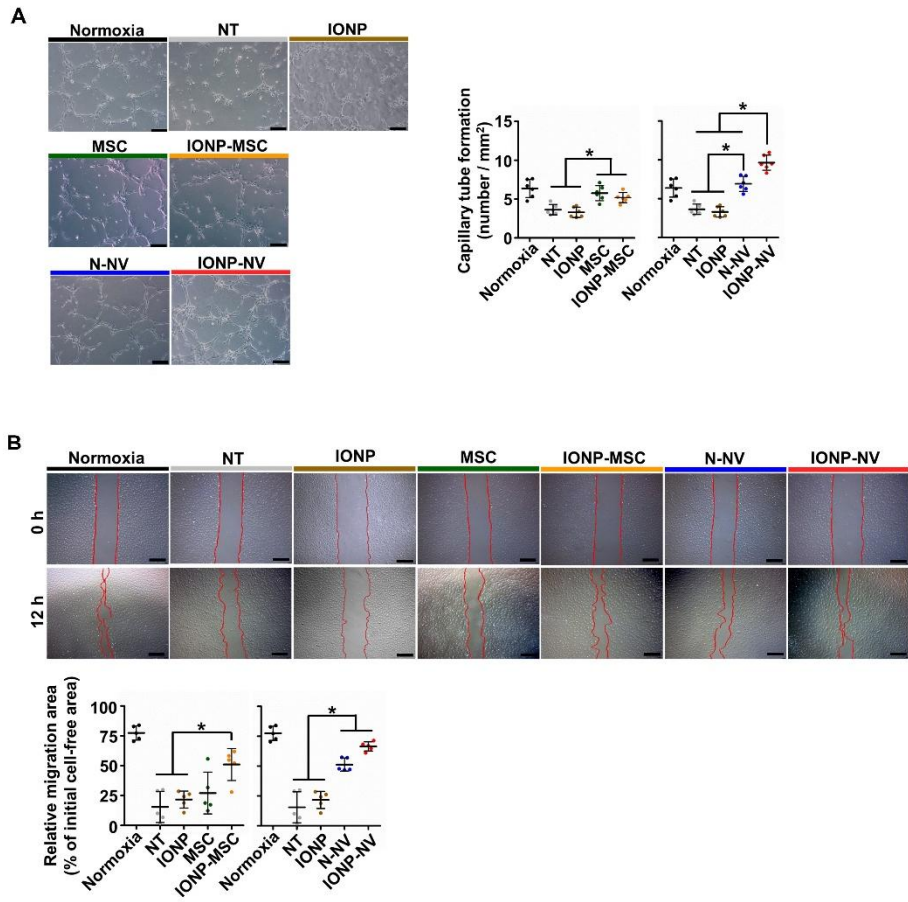 A
Normoxia NT IONP
MSC IONP-MSC
N-NV IONP-NV
Capillary tube formation
(number / mm²)
15
10
5
0
* * *
Normoxia NT IONP MSC IONP-MSC
Normoxia NT IONP N-NV IONP-NV
B
Normoxia NT IONP MSC IONP-MSC N-NV IONP-NV
0 h
12 h
Relative migration area
(% of initial cell-free area)
100
75
50
25
0
* *
Normoxia NT IONP MSC IONP-MSC
Normoxia NT IONP N-NV IONP-NV